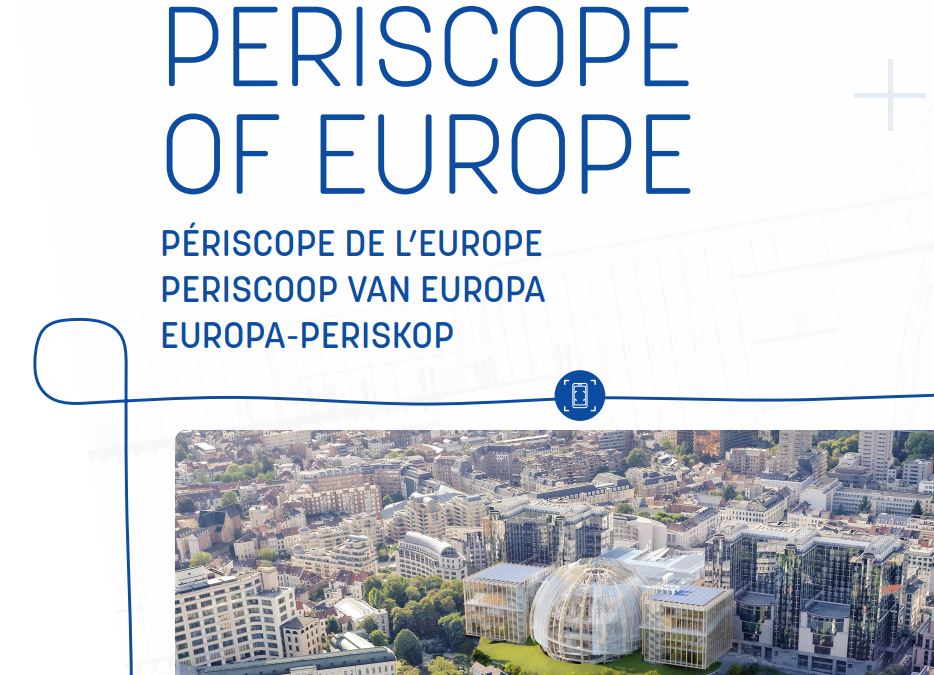 PERISCOPE
OF EUROPE
PÉRISCOPE DE L’EUROPE
PERISCOOP VAN EUROPA
EUROPA-PERISKOP